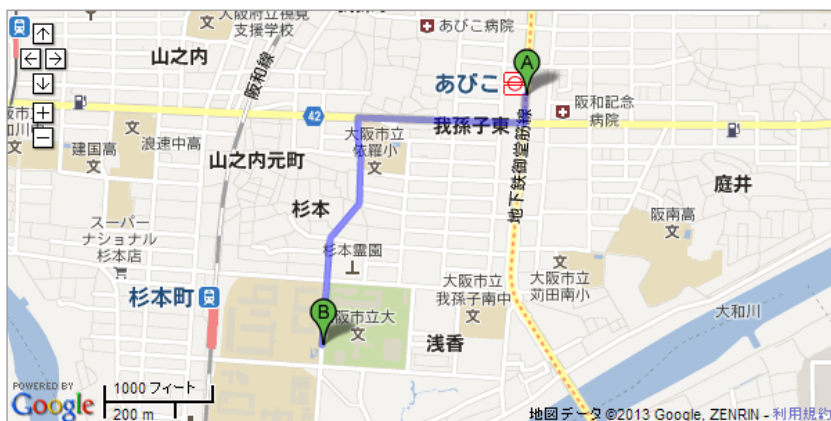 大阪府立視覚
支援学校
あびこ病院
山之内
阪和線
A
あびこ
阪和記念
病院
42
我孫子東
大阪市立
依羅小
建国高
浪速中高
山之内元町
地下鉄御堂筋線
庭井
杉本
阪南高
スーパー
ナショナル
杉本店
杉本霊園
大阪市立
我孫子南中
大阪市立
苅田南小
杉本町
大和川
B
阪市立大
浅香
POWERED BY
Google
1000 フィート
200 m
地図データ ©2013 Google, ZENRIN - 利用規約